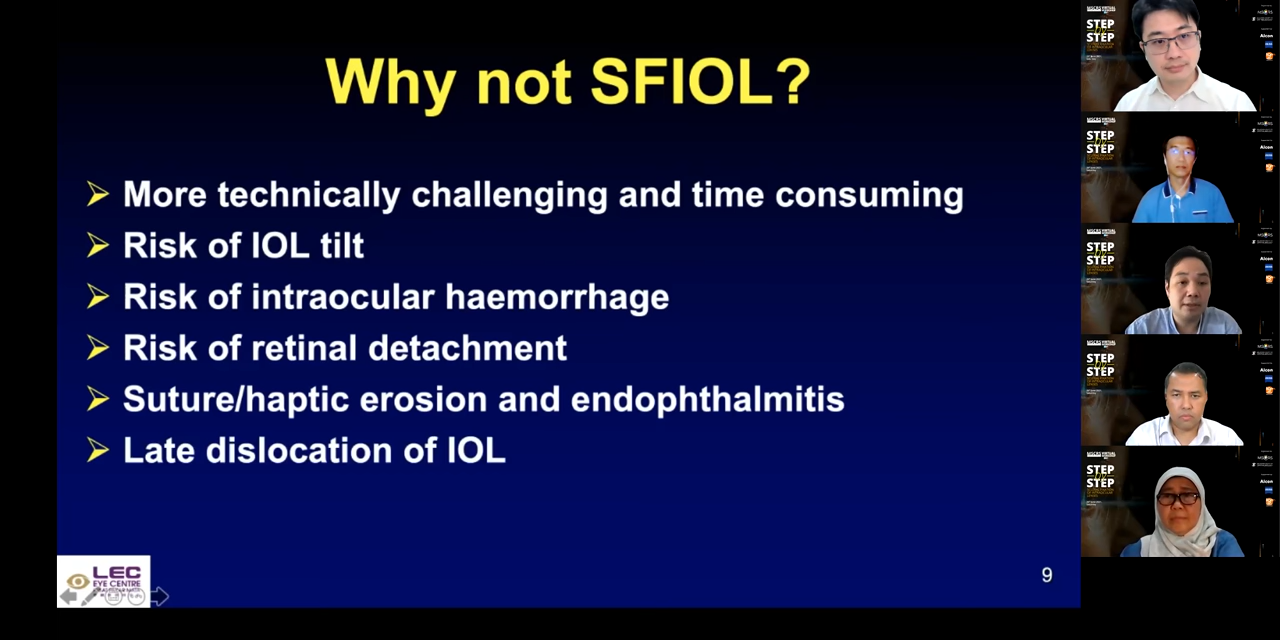 Why not SFIOL?
More technically challenging and time consuming
Risk of IOL tilt
Risk of intraocular haemorrhage
Risk of retinal detachment
Suture/haptic erosion and endophthalmitis
Late dislocation of IOL
LEC
EYE CENTRE
9
STEP
STEP
Alcon
STEP
STEP
Alcon
STEP
STEP
Alcon
STEP
STEP
Alcon
STEP
STEP
Alcon